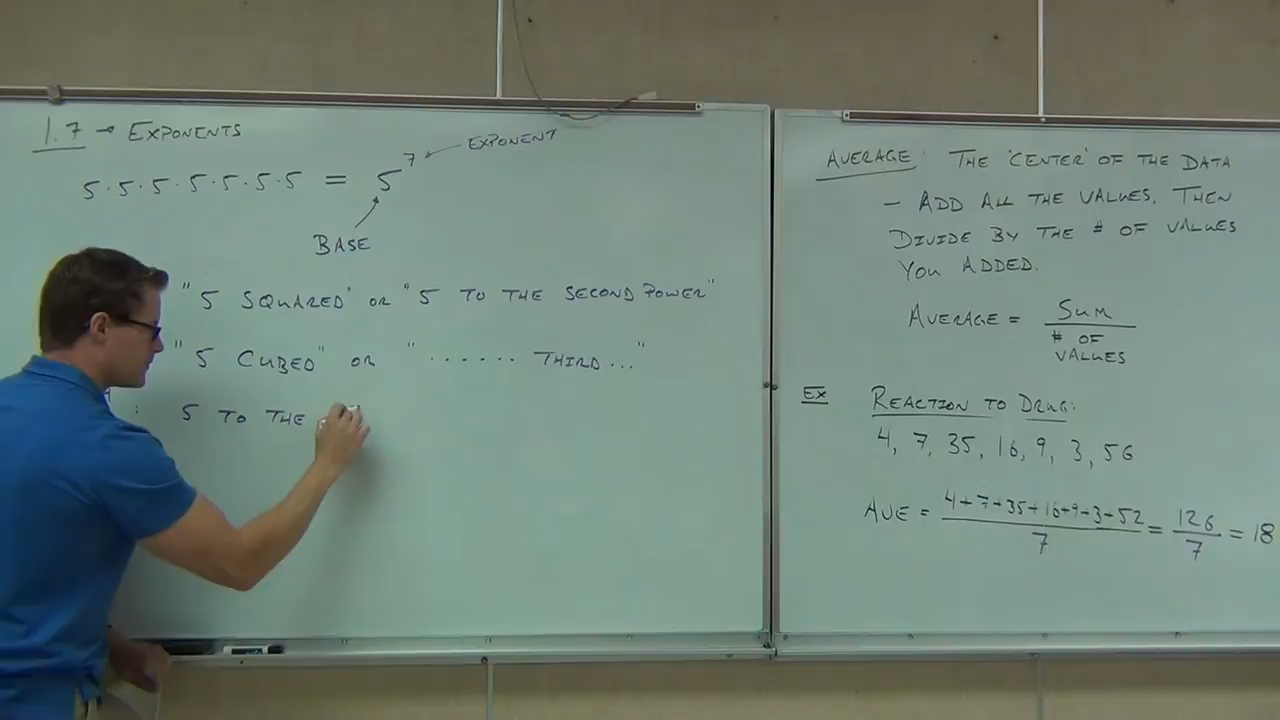 1.7 → EXPONENTS
5·5·5·5·5·5·5 = 5⁷ ← EXPONENT
BASE
"5 SQUARED" OR "5 TO THE SECOND POWER"
"5 CUBED" OR "...... THIRD..."
4 : 5 TO THE
AVERAGE: THE 'CENTER' OF THE DATA
- ADD ALL THE VALUES, THEN
DIVIDE BY THE # OF VALUES
YOU ADDED.
AVERAGE = SUM
# OF
VALUES
EX REACTION TO DRUG:
4, 7, 35, 16, 9, 3, 56
AVE = 4+7+35+16+9+3+52 / 7 = 126 / 7 = 18